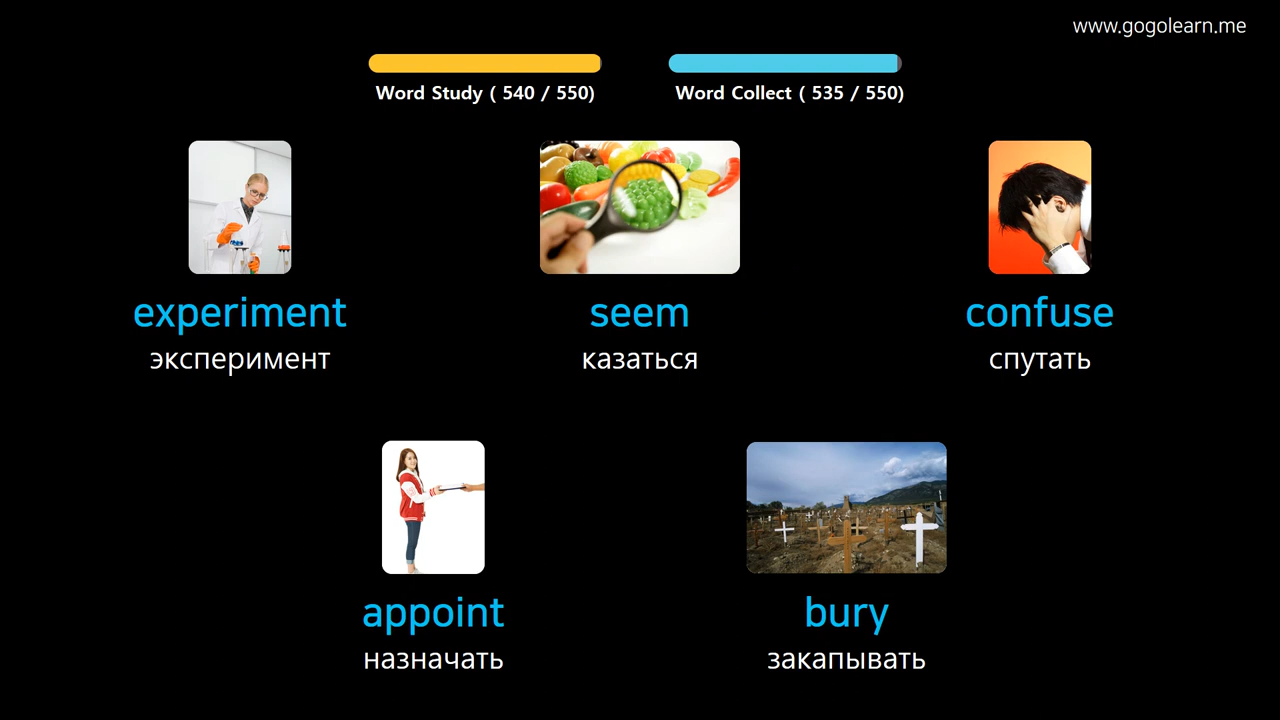 www.gogolearn.me
Word Study ( 540 / 550)
Word Collect ( 535 / 550)
experiment
эксперимент
seem
казаться
confuse
спутать
appoint
назначать
bury
закапывать